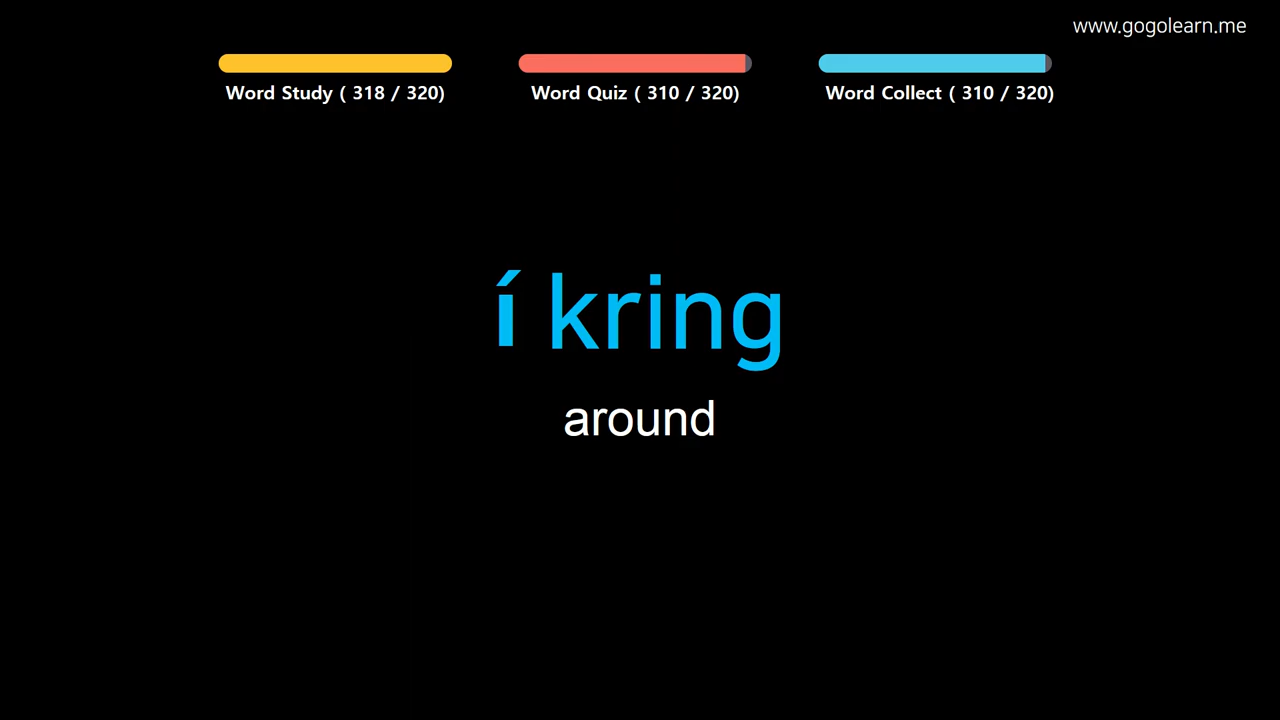 www.gogolearn.me
Word Study ( 318 / 320)
Word Quiz ( 310 / 320)
Word Collect ( 310 / 320)
í kring
around